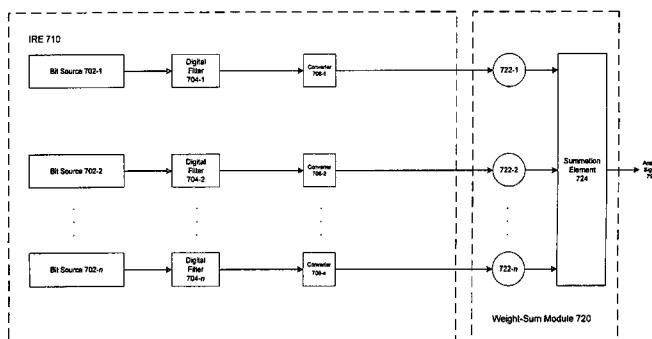 IRE 710
Bit Source 702-1
Digital
Filter
704-1
Converter
706-1
722-1
Bit Source 702-2
Digital
Filter
704-2
Converter
706-2
722-2
Summation
Element
724
Bit Source 702-n
Digital
Filter
704-n
Converter
706-n
722-n
Weight-Sum Module 720